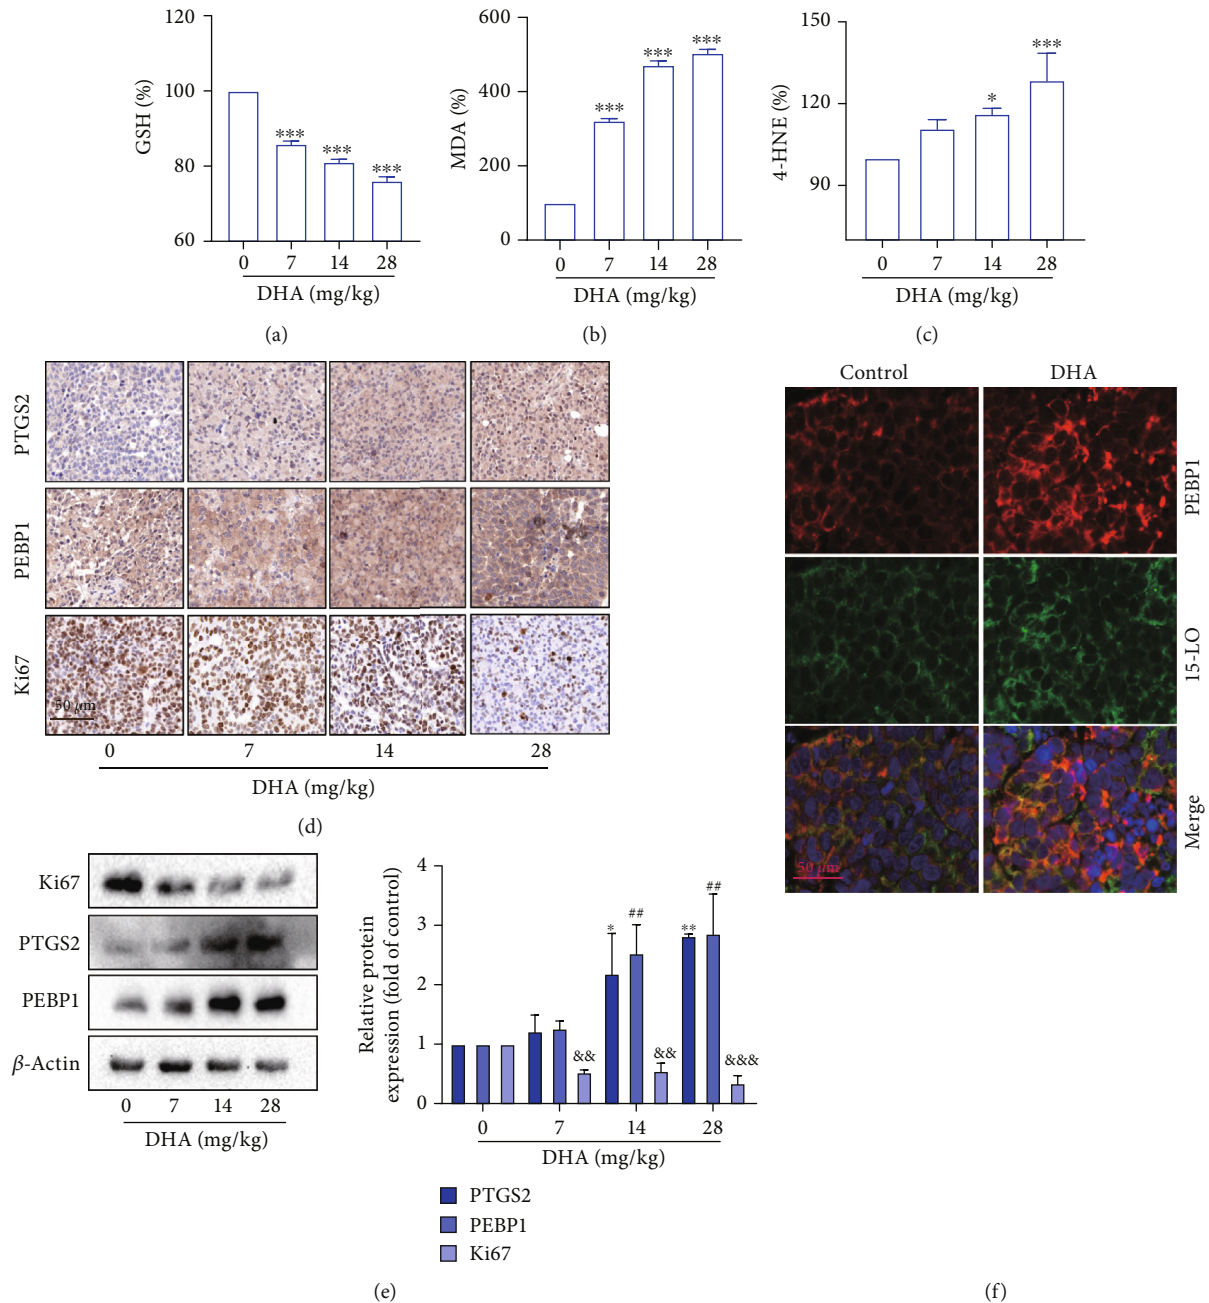 120
100
80
60
GSH (%)
***
***
***
0 7 14 28
DHA (mg/kg)
(a)
600
400
200
0
MDA (%)
***
***
***
0 7 14 28
DHA (mg/kg)
(b)
150
120
90
4-HNE (%)
*
***
0 7 14 28
DHA (mg/kg)
(c)
PTGS2
PEBP1
Ki67
50 μm
0 7 14 28
DHA (mg/kg)
(d)
Control DHA
PEBP1
15-LO
Merge
50 μm
(f)
Ki67
PTGS2
PEBP1
β-Actin
0 7 14 28
DHA (mg/kg)
4
3
2
1
0
Relative protein
expression (fold of control)
&&
* ##
&&
** ##
&&&
0 7 14 28
DHA (mg/kg)
PTGS2
PEBP1
Ki67
(e)